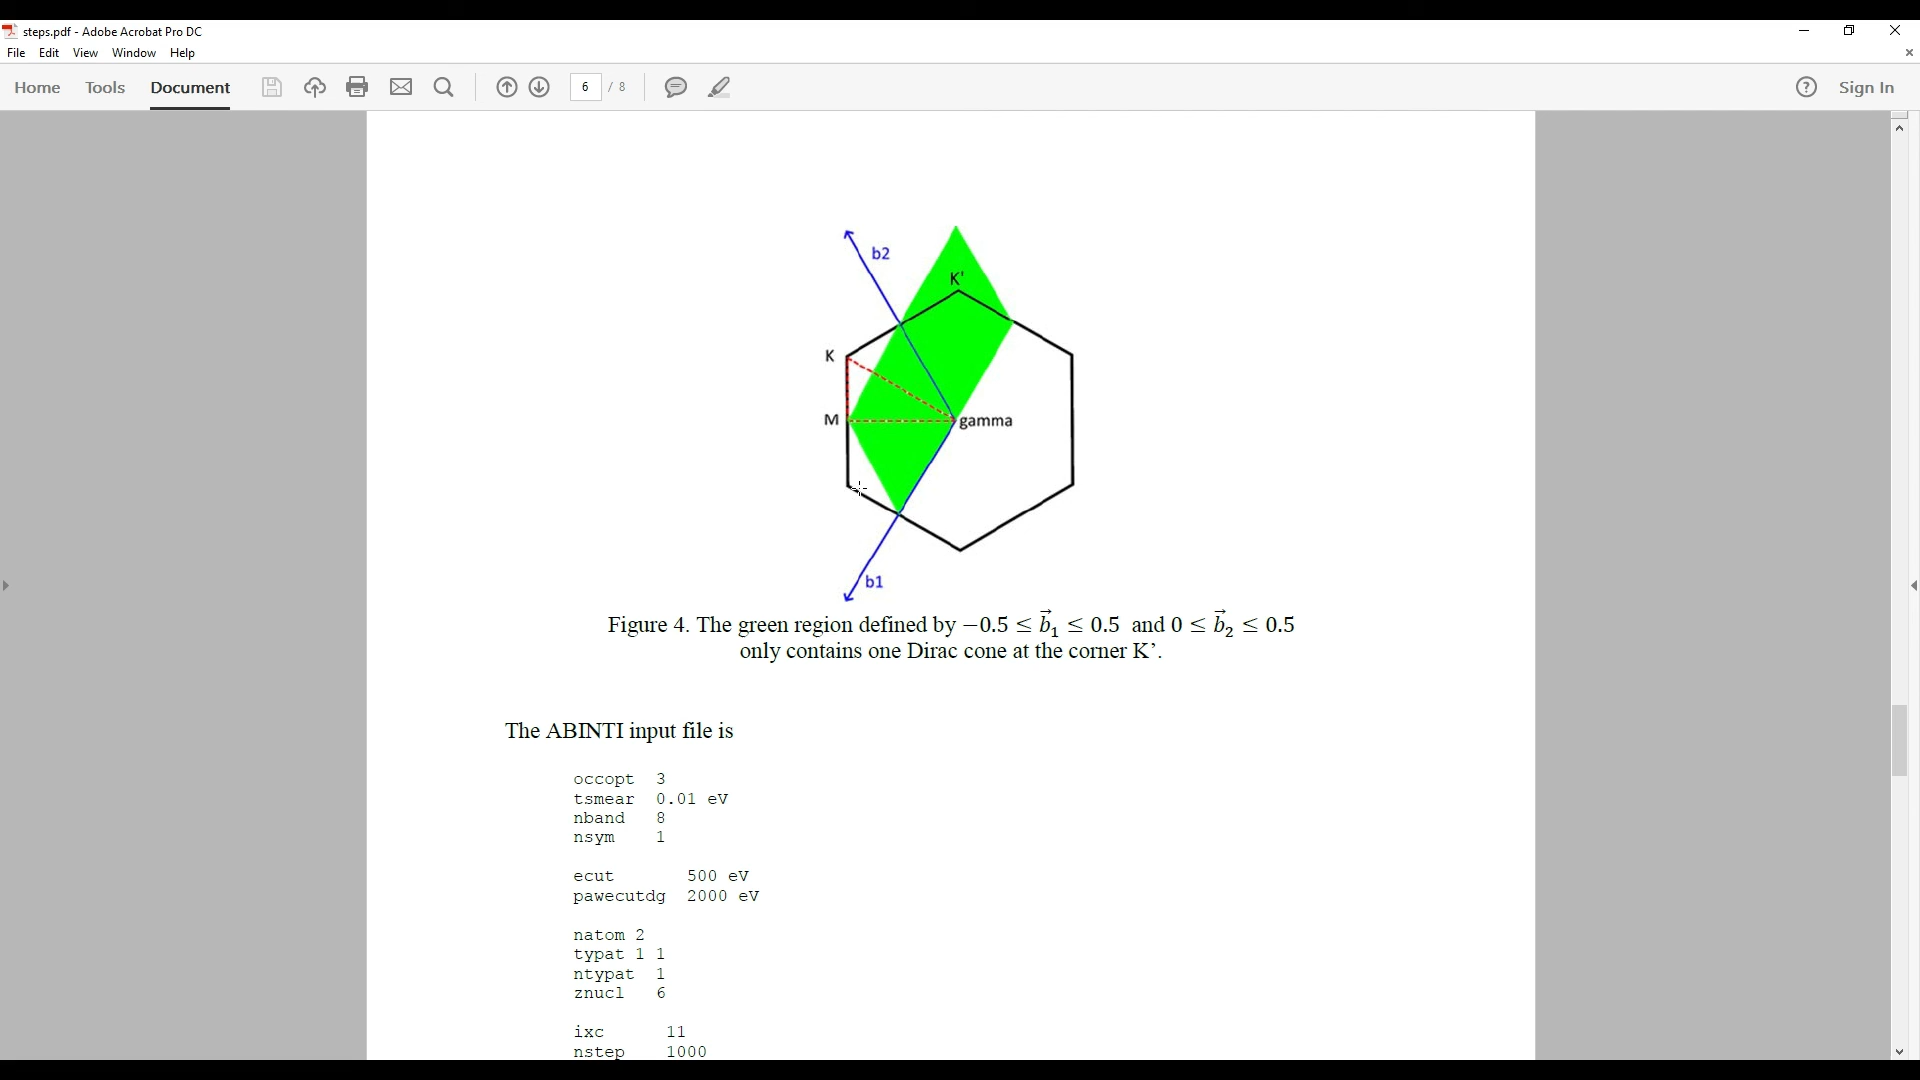 steps.pdf - Adobe Acrobat Pro DC
File Edit View Window Help
Home Tools Document 6 / 8 Sign In
b2
K'
K
M
gamma
b1
Figure 4. The green region defined by −0.5 ≤ b⃗₁ ≤ 0.5 and 0 ≤ b⃗₂ ≤ 0.5
only contains one Dirac cone at the corner K’.
The ABINTI input file is
occopt 3
tsmear 0.01 eV
nband 8
nsym 1
ecut 500 eV
pawecutdg 2000 eV
natom 2
typat 1 1
ntypat 1
znucl 6
ixc 11
nstep 1000